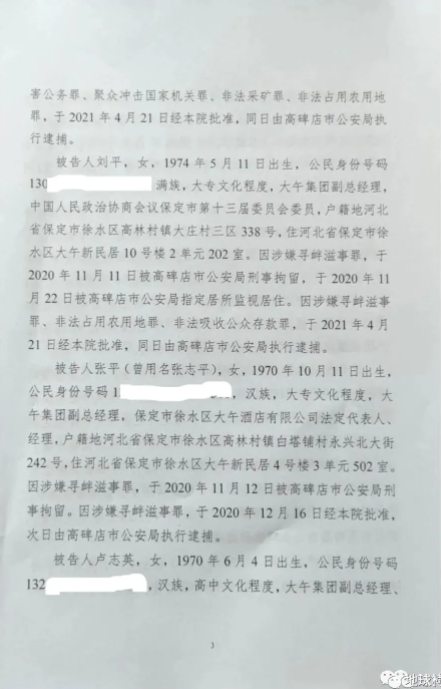 害公务罪、聚众冲击国家机关罪、非法采矿罪、非法占用农用地
罪，于 2021 年 4 月 21 日经本院批准，同日由高碑店市公安局执
行逮捕。
被告人刘平，女，1974 年 5 月 11 日出生，公民身份号码
130 满族，大专文化程度，大午集团副总经理，
中国人民政治协商会议保定市第十三届委员会委员，户籍地河北
省保定市徐水区高林村镇大庄村三区 338 号，住河北省保定市徐
水区大午新民居 10 号楼 2 单元 202 室。因涉嫌寻衅滋事罪，于
2020 年 11 月 11 日被高碑店市公安局刑事拘留，于 2020 年 11
月 22 日被高碑店市公安局指定居所监视居住。因涉嫌寻衅滋事
罪、非法占用农用地罪、非法吸收公众存款罪，于 2021 年 4 月
21 日经本院批准，同日由高碑店市公安局执行逮捕。
被告人张平（曾用名张志平），女，1970 年 10 月 11 日出生，
公民身份号码 1 ，汉族，大专文化程度，大
午集团副总经理，保定市徐水区大午酒店有限公司法定代表人、
经理，户籍地河北省保定市徐水区高林村镇白塔铺村永兴北大街
242 号，住河北省保定市徐水区大午新民居 4 号楼 3 单元 502 室。
因涉嫌寻衅滋事罪，于 2020 年 11 月 12 日被高碑店市公安局刑
事拘留。因涉嫌寻衅滋事罪，于 2020 年 12 月 16 日经本院批准，
次日由高碑店市公安局执行逮捕。
被告人卢志英，女，1970 年 6 月 4 日出生，公民身份号码
132 ，汉族，高中文化程度，大午集团副总经理、
3
地球村